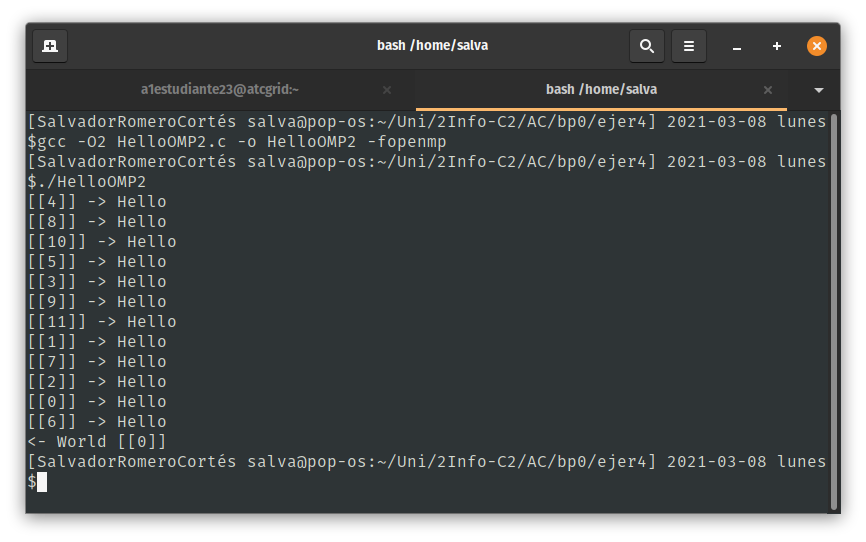 bash /home/salva
a1estudiante23@atcgrid:~
bash /home/salva
[SalvadorRomeroCortés salva@pop-os:~/Uni/2Info-C2/AC/bp0/ejer4] 2021-03-08 lunes
$gcc -O2 HelloOMP2.c -o HelloOMP2 -fopenmp
[SalvadorRomeroCortés salva@pop-os:~/Uni/2Info-C2/AC/bp0/ejer4] 2021-03-08 lunes
$./HelloOMP2
[[4]] -> Hello
[[8]] -> Hello
[[10]] -> Hello
[[5]] -> Hello
[[3]] -> Hello
[[9]] -> Hello
[[11]] -> Hello
[[1]] -> Hello
[[7]] -> Hello
[[2]] -> Hello
[[0]] -> Hello
[[6]] -> Hello
<- World [[0]]
[SalvadorRomeroCortés salva@pop-os:~/Uni/2Info-C2/AC/bp0/ejer4] 2021-03-08 lunes
$